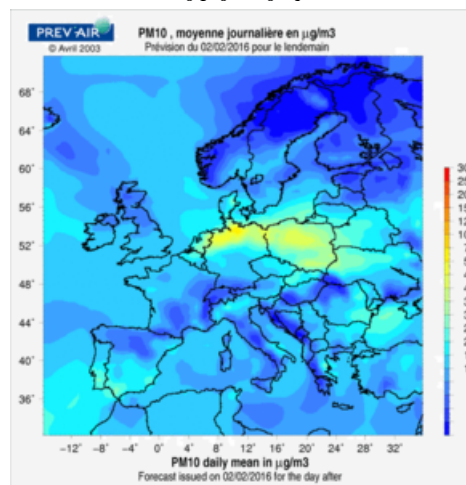 PREV'AIR
© Avril 2003
PM10 , moyenne journalière en µg/m3
Prévision du 02/02/2016 pour le lendemain
68°
64°
60°
56°
52°
48°
44°
40°
36°
−12° −8° −4° 0° 4° 8° 12° 16° 20° 24° 28° 32°
PM10 daily mean in µg/m3
Forecast issued on 02/02/2016 for the day after